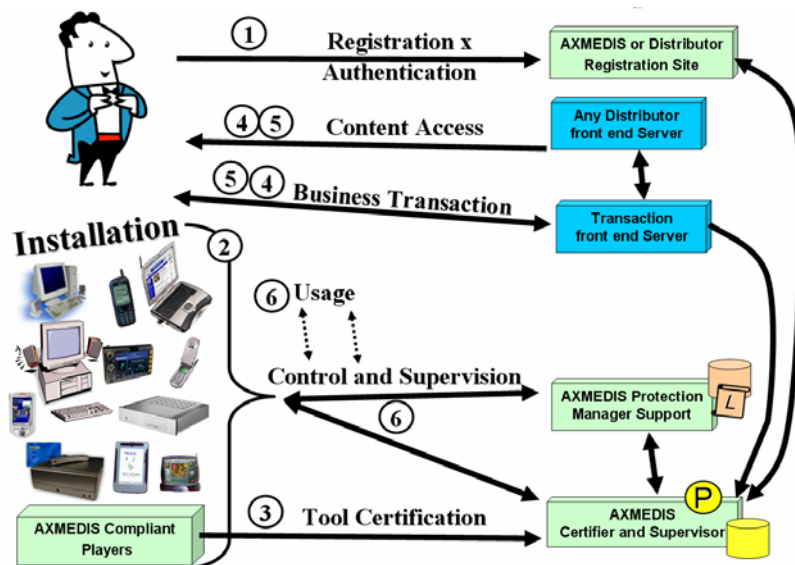 1
Registration x
Authentication
AXMEDIS or Distributor
Registration Site
4 5
Content Access
Any Distributor
front end Server
5 4
Business Transaction
Transaction
front end Server
Installation
2
6
Usage
Control and Supervision
6
AXMEDIS Protection
Manager Support
L
P
AXMEDIS
Certifier and Supervisor
3
Tool Certification
AXMEDIS Compliant
Players